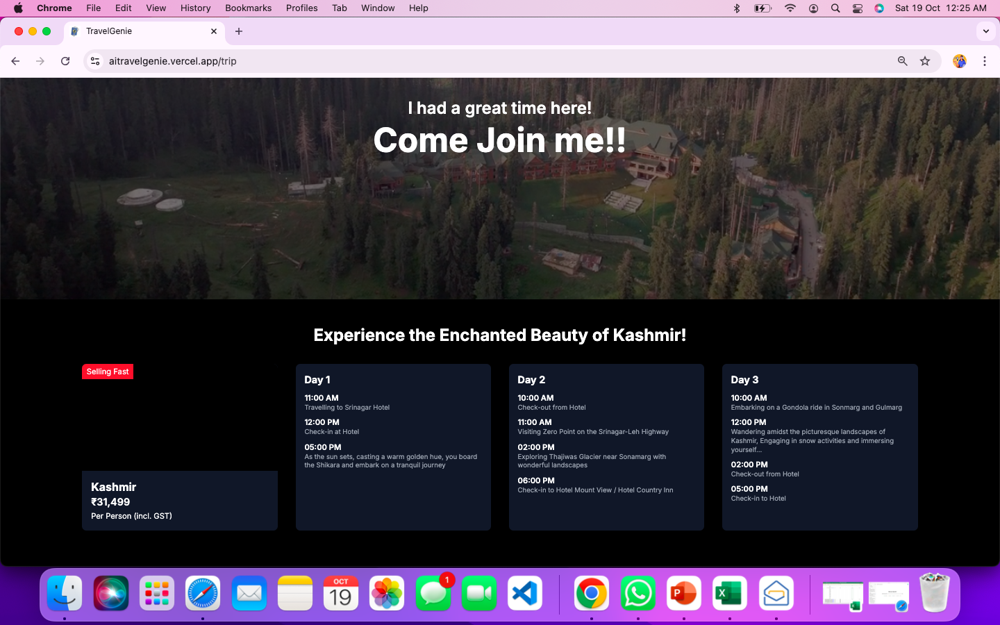 Chrome File Edit View History Bookmarks Profiles Tab Window Help Sat 19 Oct 12:25 AM
TravelGenie
aitravelgenie.vercel.app/trip
I had a great time here!
Come Join me!!
Experience the Enchanted Beauty of Kashmir!
Selling Fast
Kashmir
₹31,499
Per Person (incl. GST)
Day 1
11:00 AM
Travelling to Srinagar Hotel
12:00 PM
Check-in at Hotel
05:00 PM
As the sun sets, casting a warm golden hue, you board
the Shikara and embark on a tranquil journey
Day 2
10:00 AM
Check-out from Hotel
11:00 AM
Visiting Zero Point on the Srinagar-Leh Highway
02:00 PM
Exploring Thajiwas Glacier near Sonamarg with
wonderful landscapes
06:00 PM
Check-in to Hotel Mount View / Hotel Country Inn
Day 3
10:00 AM
Embarking on a Gondola ride in Sonmarg and Gulmarg
12:00 PM
Wandering amidst the picturesque landscapes of
Kashmir, Engaging in snow activities and immersing
yourself...
02:00 PM
Check-out from Hotel
05:00 PM
Check-in to Hotel
OCT
19
1
P
X
X